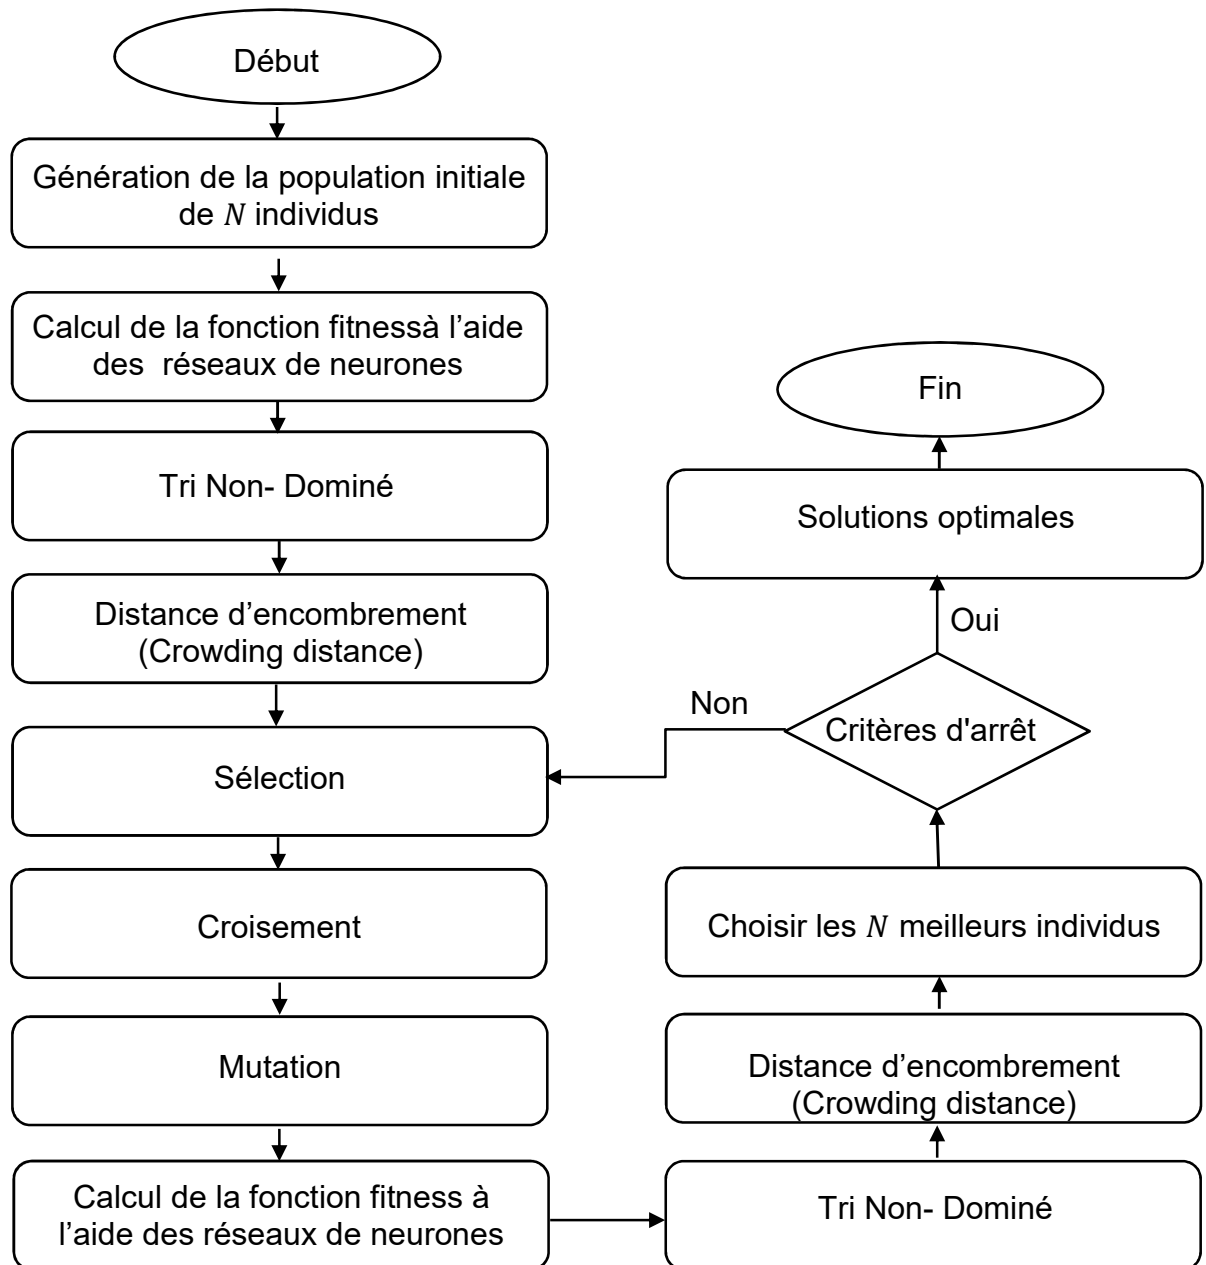 Début
Génération de la population initiale
de N individus
Calcul de la fonction fitnessà l’aide
des réseaux de neurones
Tri Non- Dominé
Distance d’encombrement
(Crowding distance)
Sélection
Croisement
Mutation
Calcul de la fonction fitness à
l’aide des réseaux de neurones
Tri Non- Dominé
Distance d’encombrement
(Crowding distance)
Choisir les N meilleurs individus
Critères d'arrêt
Non
Oui
Solutions optimales
Fin